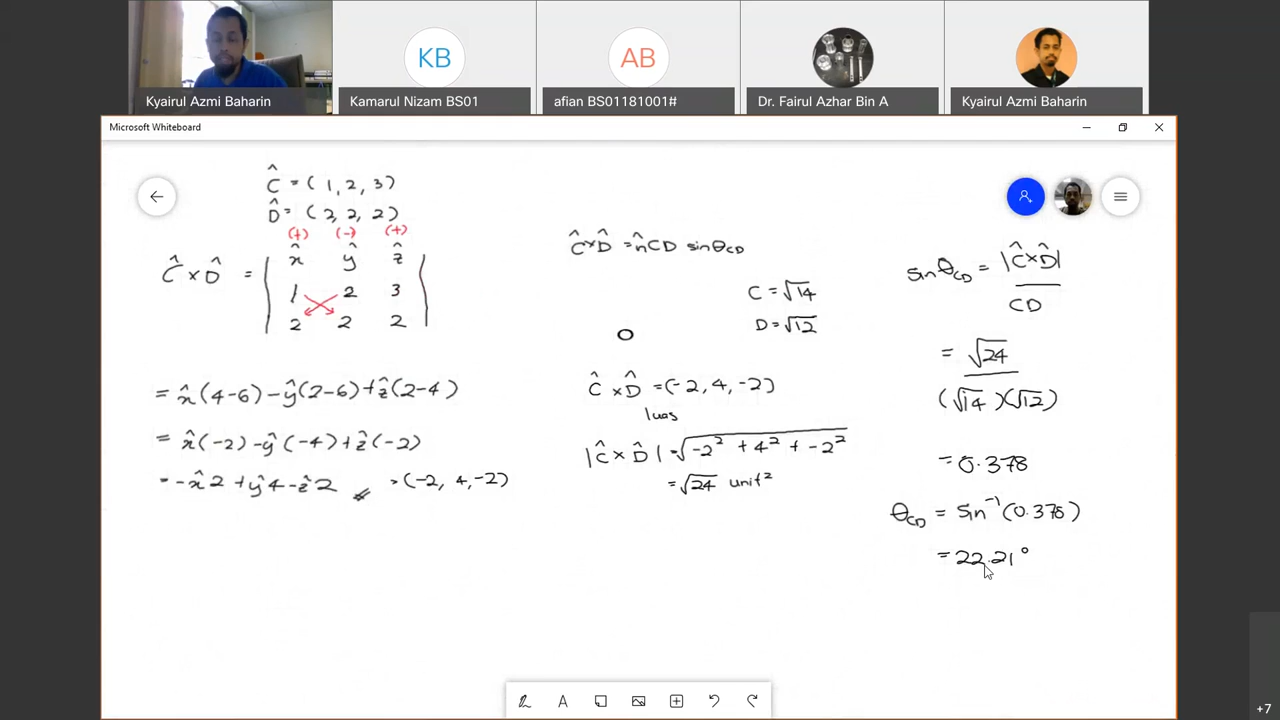 KB
AB
Kyairul Azmi Baharin
Kamarul Nizam BS01
afian BS01181001#
Dr. Fairul Azhar Bin A
Kyairul Azmi Baharin
Microsoft Whiteboard
Ĉ = (1, 2, 3)
D̂ = (2, 2, 2)
(+) (-) (+)
x̂ ŷ ẑ
Ĉ × D̂ =
1 2 3
2 2 2
= x̂(4-6) - ŷ(2-6) + ẑ(2-4)
= x̂(-2) - ŷ(-4) + ẑ(-2)
= -x̂2 + ŷ4 - ẑ2 = (-2, 4, -2)
Ĉ×D̂ = n̂CD sinθCD
C = √14
D = √12
O
Ĉ × D̂ = (-2, 4, -2)
luas
|Ĉ × D̂| = √-2² + 4² + -2²
= √24 unit²
sinθCD = |Ĉ×D̂|
CD
= √24
(√14)(√12)
= 0.378
θCD = sin⁻¹(0.378)
= 22.21°
A
+7